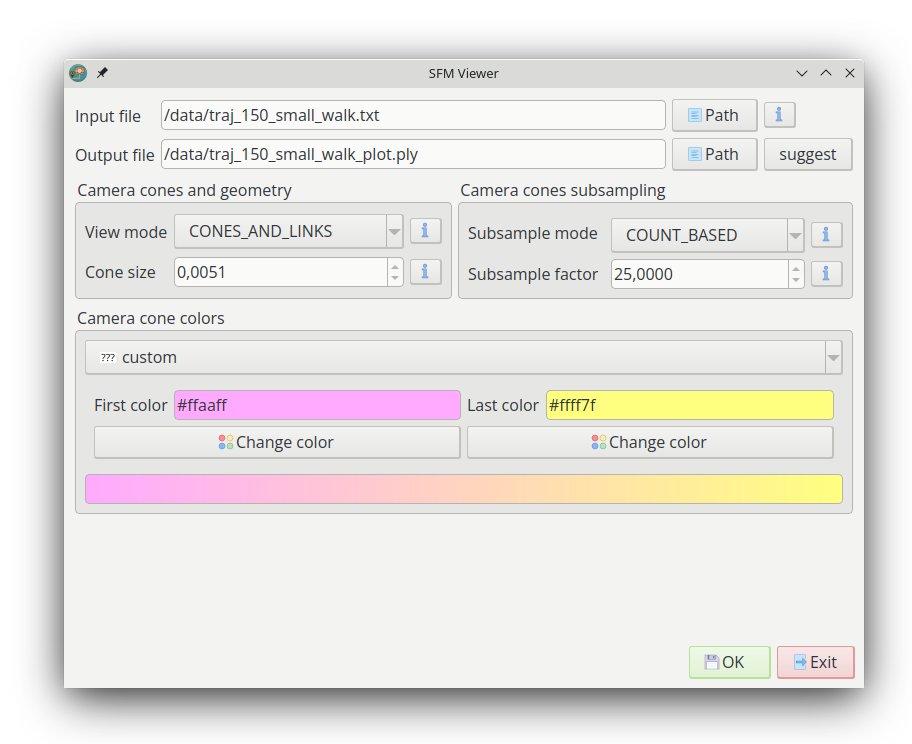 SFM Viewer
Input file /data/traj_150_small_walk.txt Path i
Output file /data/traj_150_small_walk_plot.ply Path suggest
Camera cones and geometry Camera cones subsampling
View mode CONES_AND_LINKS i Subsample mode COUNT_BASED i
Cone size 0,0051 i Subsample factor 25,0000 i
Camera cone colors
??? custom
First color #ffaaff Last color #ffff7f
Change color Change color
OK Exit